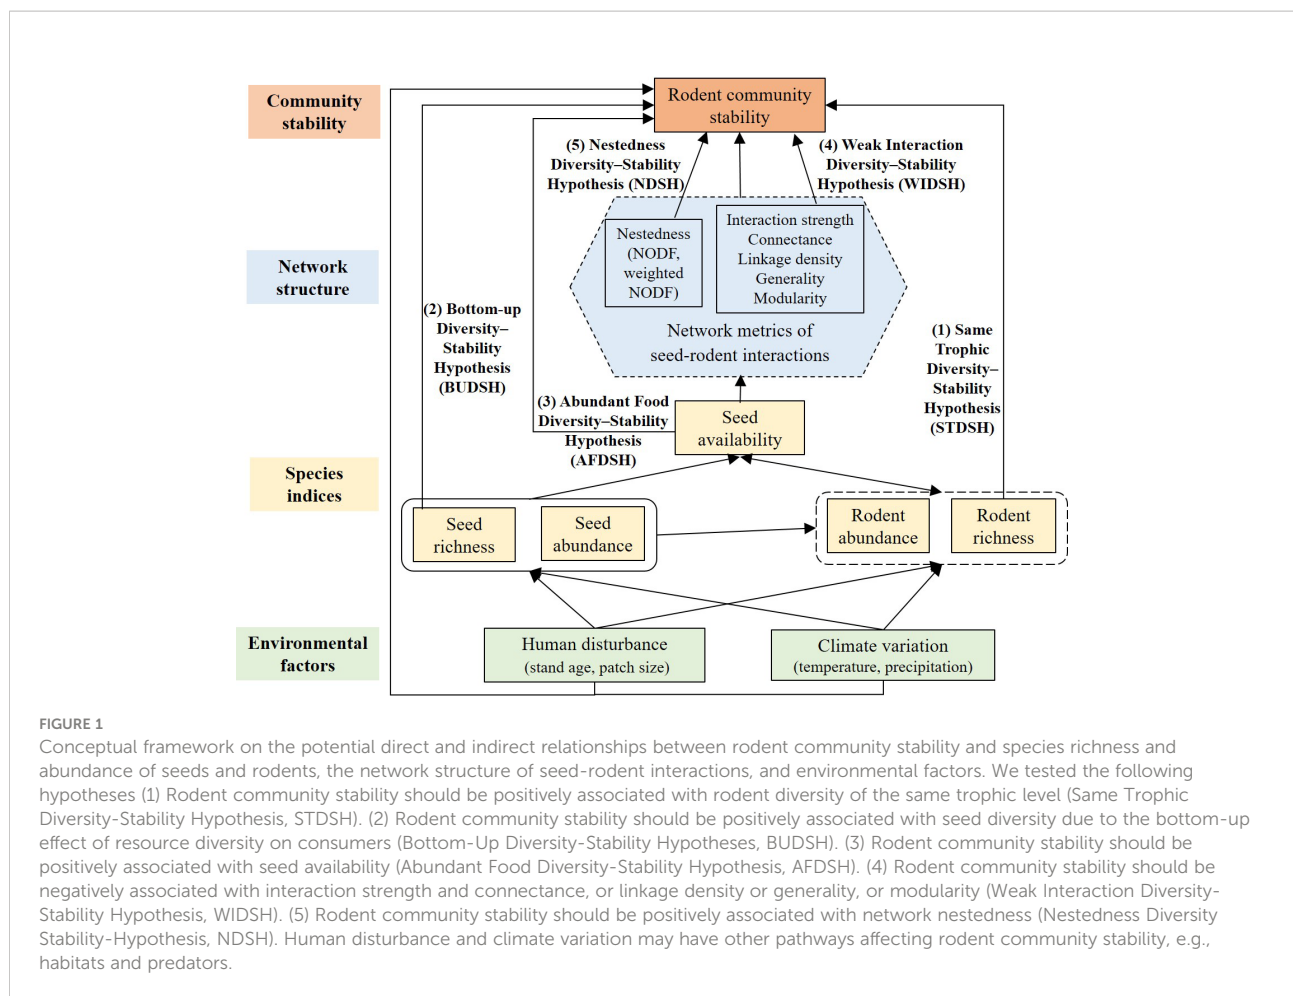 Community
stability
Rodent community
stability
(5) Nestedness
Diversity–Stability
Hypothesis (NDSH)
(4) Weak Interaction
Diversity–Stability
Hypothesis (WIDSH)
Network
structure
Nestedness
(NODF,
weighted
NODF)
Interaction strength
Connectance
Linkage density
Generality
Modularity
Network metrics of
seed-rodent interactions
(2) Bottom-up
Diversity–
Stability
Hypothesis
(BUDSH)
(1) Same
Trophic
Diversity–
Stability
Hypothesis
(STDSH)
(3) Abundant Food
Diversity–Stability
Hypothesis
(AFDSH)
Seed
availability
Species
indices
Seed
richness
Seed
abundance
Rodent
abundance
Rodent
richness
Environmental
factors
Human disturbance
(stand age, patch size)
Climate variation
(temperature, precipitation)
FIGURE 1
Conceptual framework on the potential direct and indirect relationships between rodent community stability and species richness and
abundance of seeds and rodents, the network structure of seed-rodent interactions, and environmental factors. We tested the following
hypotheses (1) Rodent community stability should be positively associated with rodent diversity of the same trophic level (Same Trophic
Diversity-Stability Hypothesis, STDSH). (2) Rodent community stability should be positively associated with seed diversity due to the bottom-up
effect of resource diversity on consumers (Bottom-Up Diversity-Stability Hypotheses, BUDSH). (3) Rodent community stability should be
positively associated with seed availability (Abundant Food Diversity-Stability Hypothesis, AFDSH). (4) Rodent community stability should be
negatively associated with interaction strength and connectance, or linkage density or generality, or modularity (Weak Interaction Diversity-
Stability Hypothesis, WIDSH). (5) Rodent community stability should be positively associated with network nestedness (Nestedness Diversity
Stability-Hypothesis, NDSH). Human disturbance and climate variation may have other pathways affecting rodent community stability, e.g.,
habitats and predators.